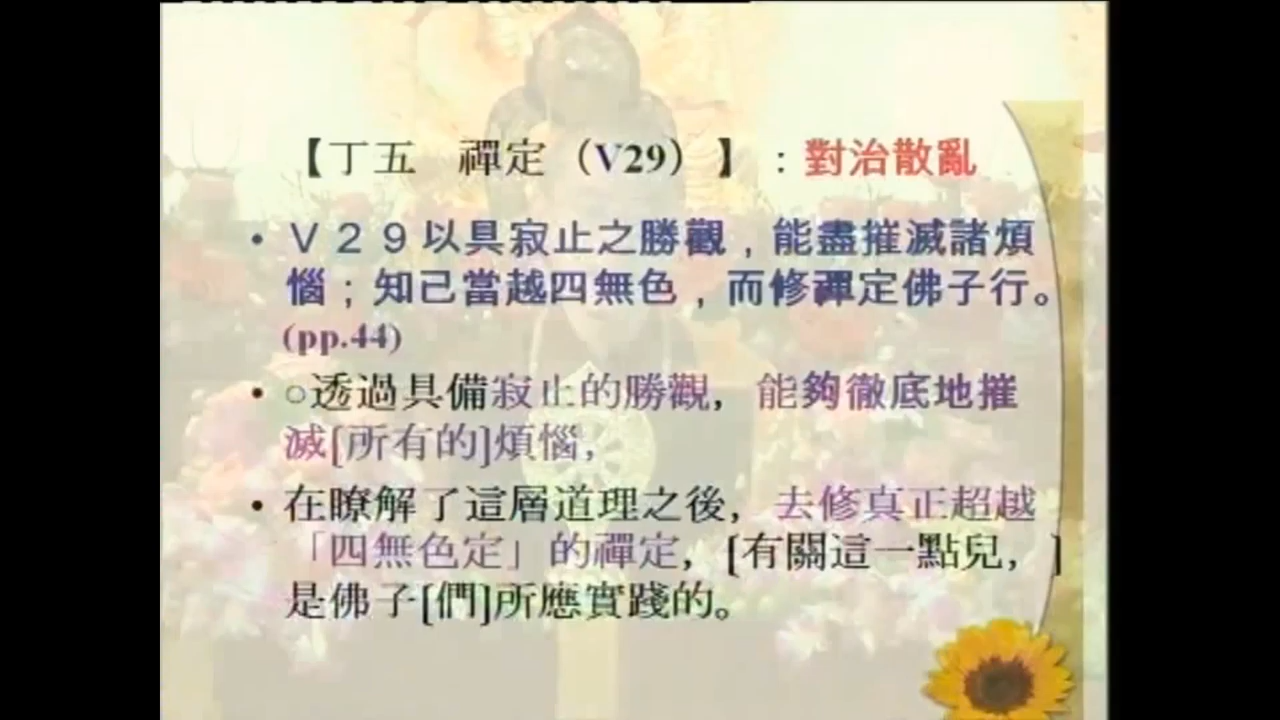 【丁五　禪定（V29）】：對治散亂
• Ｖ２９以具寂止之勝觀，能盡摧滅諸煩
惱；知己當越四無色，而修禪定佛子行。
(pp.44)
• ○透過具備寂止的勝觀，能夠徹底地摧
滅[所有的]煩惱，
• 在瞭解了這層道理之後，去修真正超越
「四無色定」的禪定，[有關這一點兒，]
是佛子[們]所應實踐的。